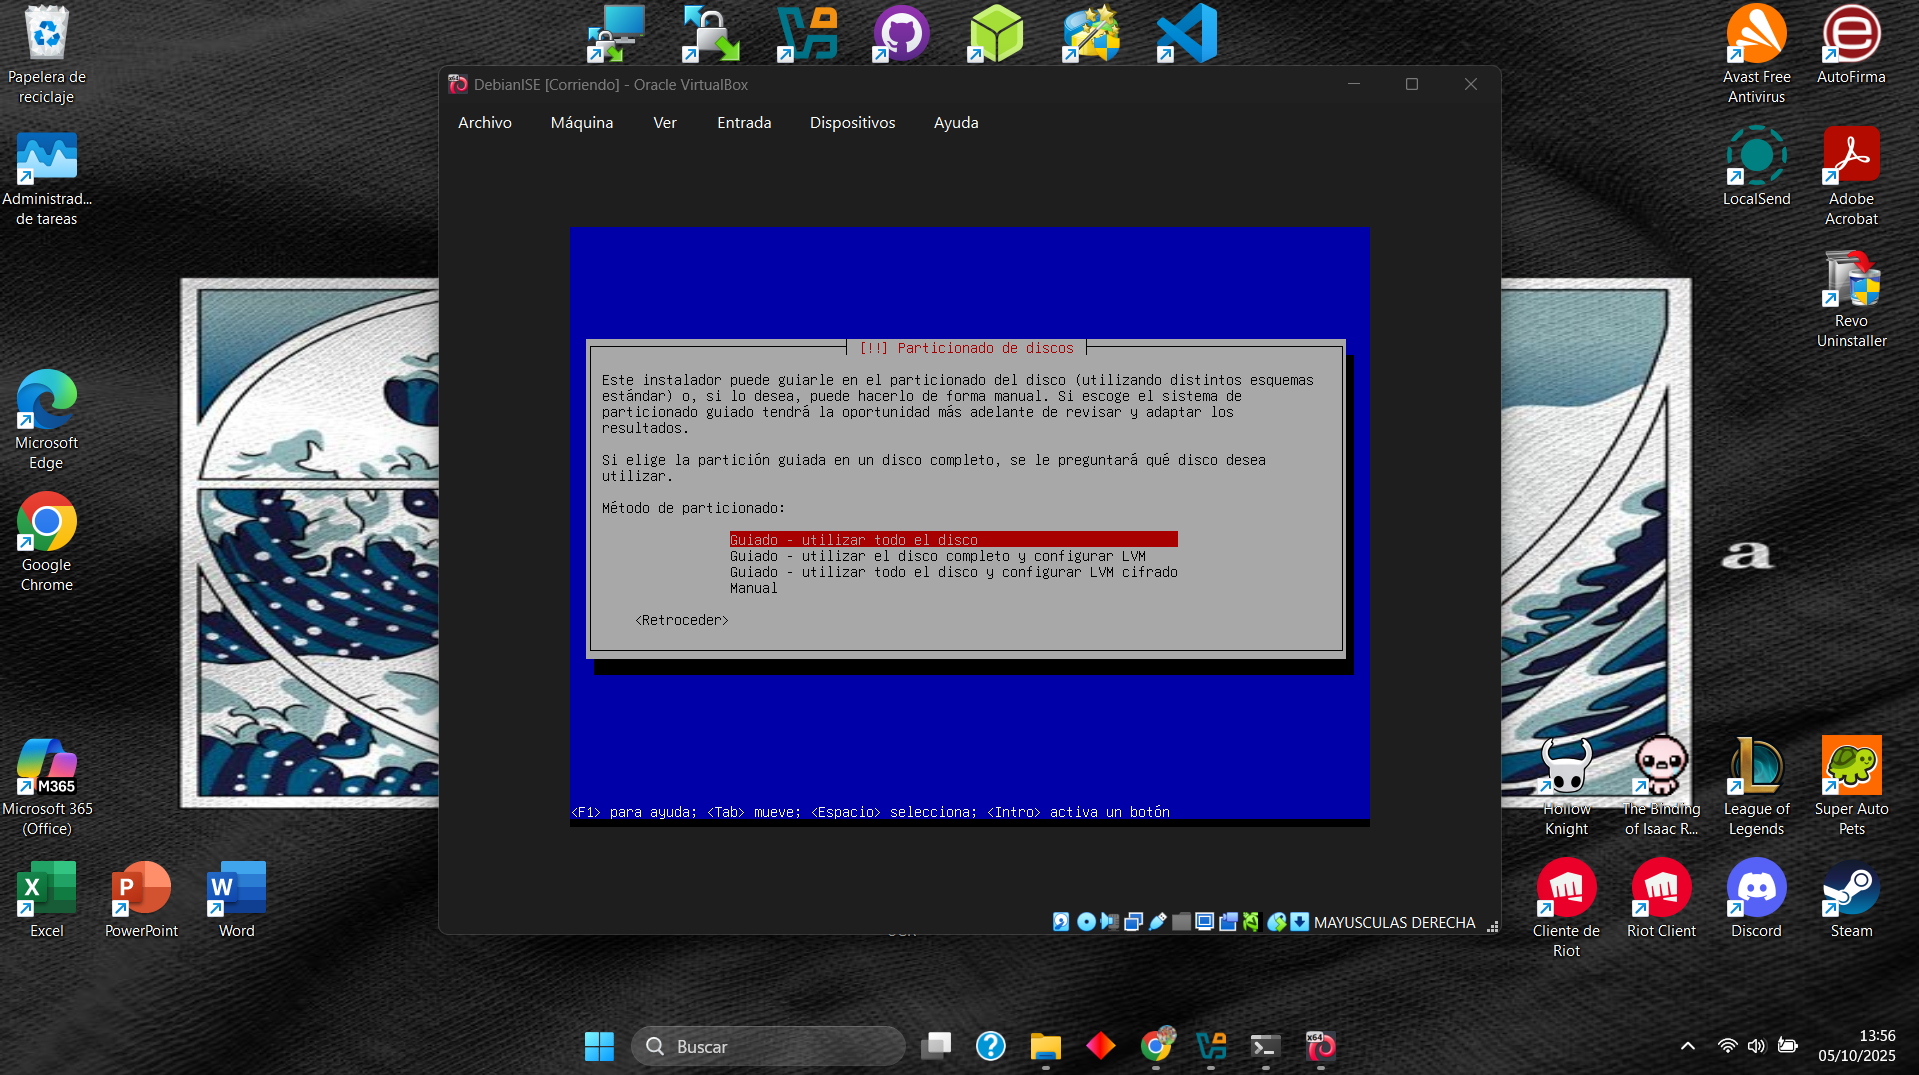 Papelera de
reciclaje
Administrad...
de tareas
Microsoft
Edge
Google
Chrome
M365
Microsoft 365
(Office)
X
Excel
P
PowerPoint
W
Word
DebianISE [Corriendo] - Oracle VirtualBox
Archivo
Máquina
Ver
Entrada
Dispositivos
Ayuda
[!!] Particionado de discos
Este instalador puede guiarle en el particionado del disco (utilizando distintos esquemas
estándar) o, si lo desea, puede hacerlo de forma manual. Si escoge el sistema de
particionado guiado tendrá la oportunidad más adelante de revisar y adaptar los
resultados.
Si elige la partición guiada en un disco completo, se le preguntará qué disco desea
utilizar.
Método de particionado:
Guiado - utilizar todo el disco
Guiado - utilizar el disco completo y configurar LVM
Guiado - utilizar todo el disco y configurar LVM cifrado
Manual
<Retroceder>
<F1> para ayuda; <Tab> mueve; <Espacio> selecciona; <Intro> activa un botón
MAYUSCULAS DERECHA
Avast Free
Antivirus
AutoFirma
LocalSend
Adobe
Acrobat
Revo
Uninstaller
a
Hollow
Knight
The Binding
of Isaac R...
League of
Legends
Super Auto
Pets
Cliente de
Riot
Riot Client
Discord
Steam
Buscar
x64
13:56
05/10/2025